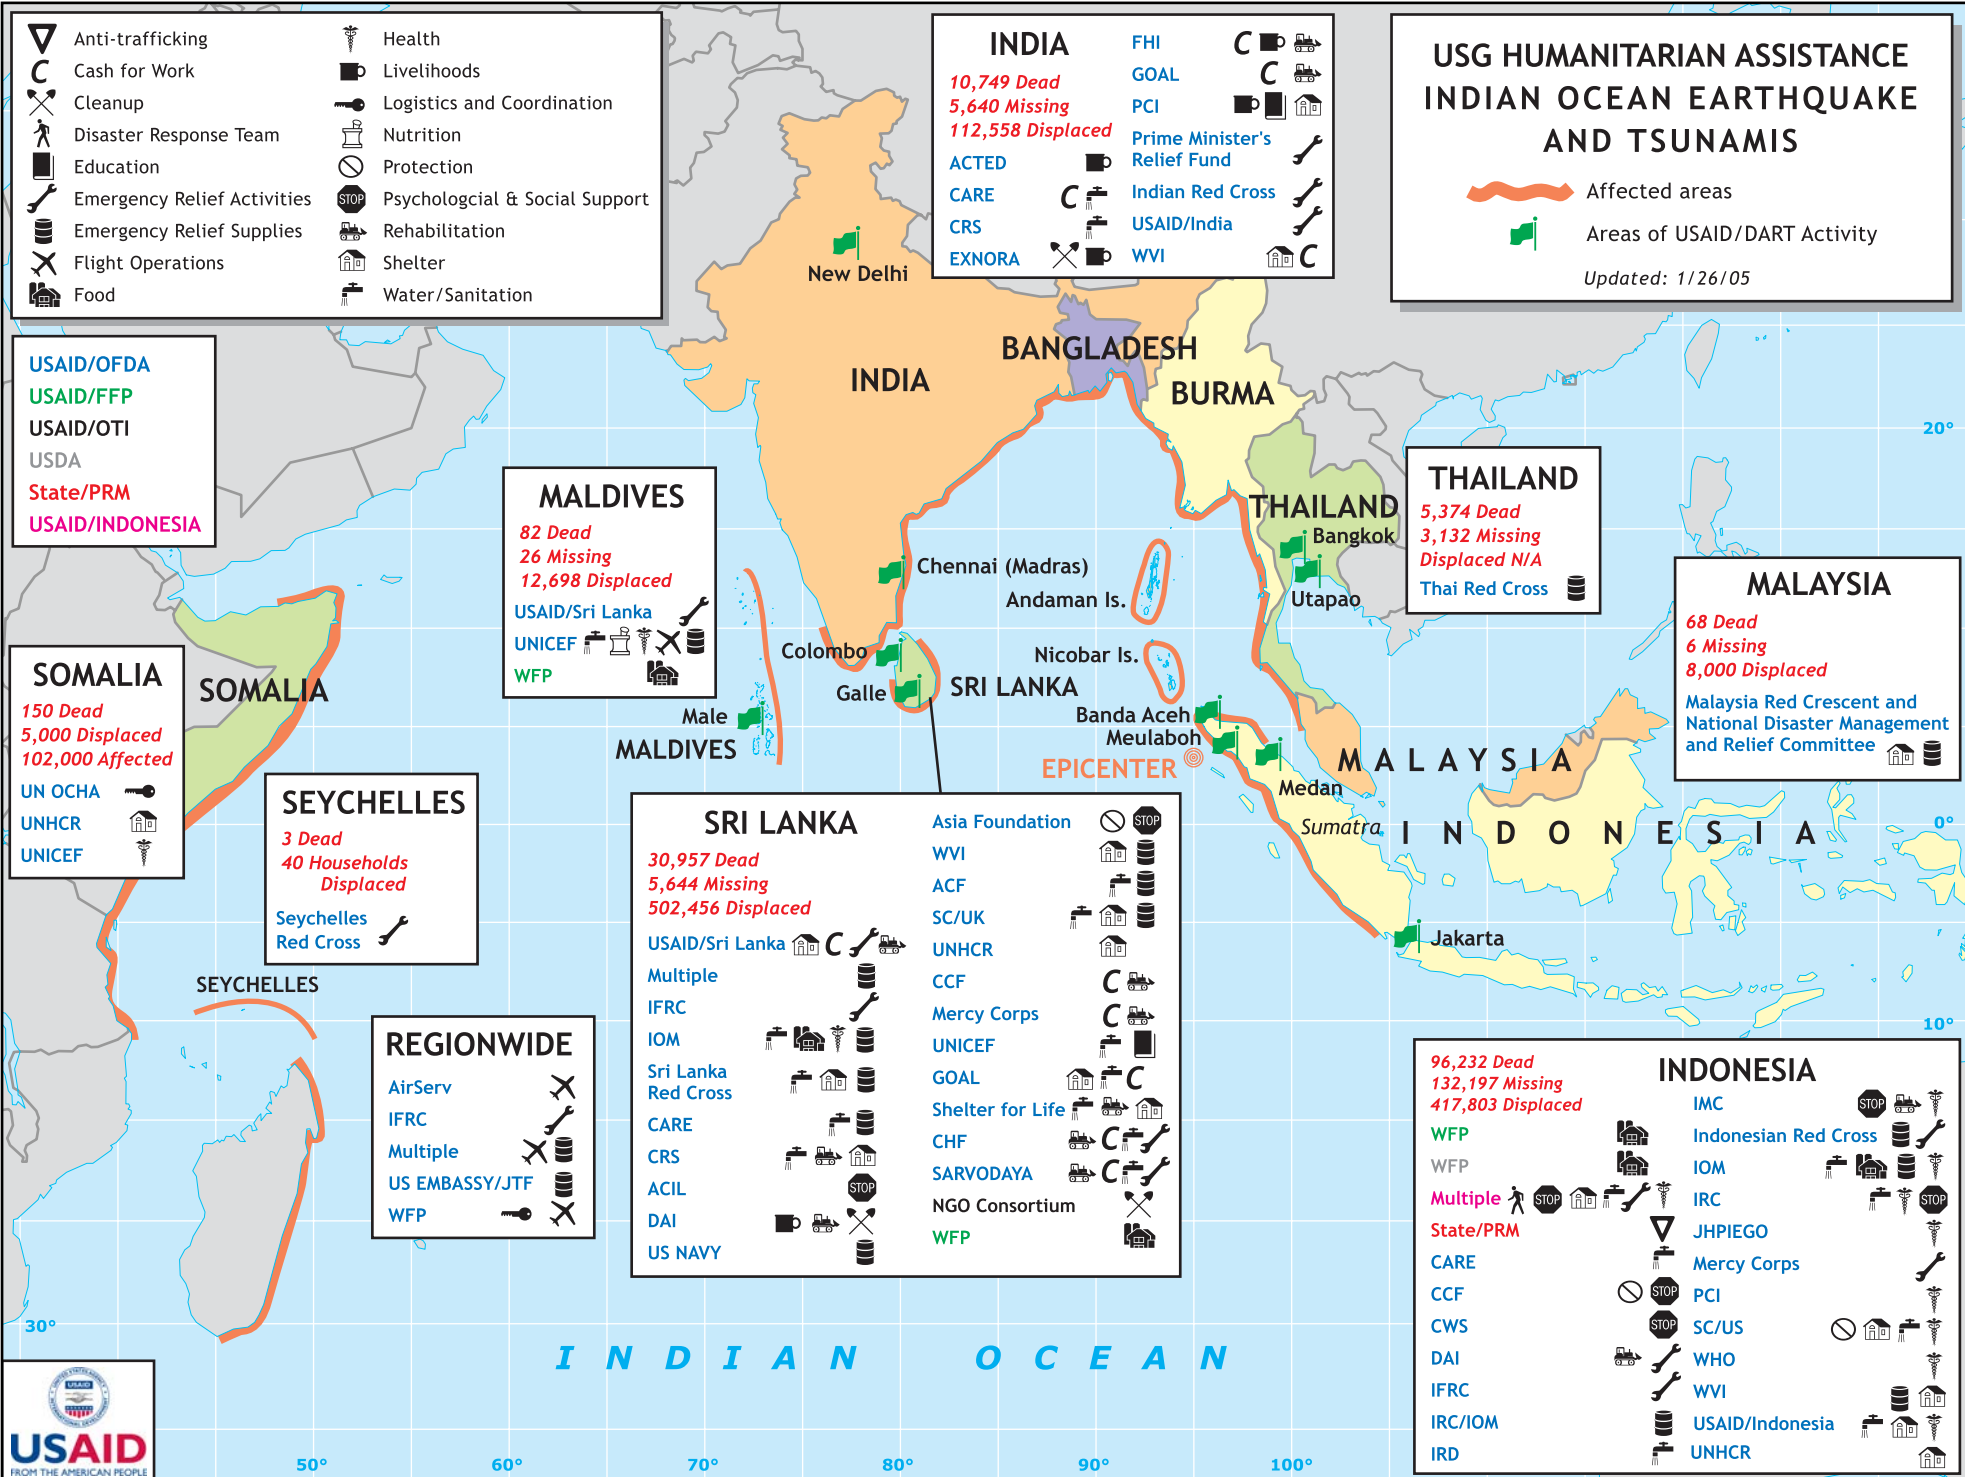 Anti-trafficking
Cash for Work
Cleanup
Disaster Response Team
Education
Emergency Relief Activities
Emergency Relief Supplies
Flight Operations
Food
Health
Livelihoods
Logistics and Coordination
Nutrition
Protection
STOP Psychologcial & Social Support
Rehabilitation
Shelter
Water/Sanitation
USAID/OFDA
USAID/FFP
USAID/OTI
USDA
State/PRM
USAID/INDONESIA
INDIA
10,749 Dead
5,640 Missing
112,558 Displaced
ACTED
CARE C
CRS
EXNORA
FHI C
GOAL C
PCI
Prime Minister's
Relief Fund
Indian Red Cross
USAID/India
WVI C
USG HUMANITARIAN ASSISTANCE
INDIAN OCEAN EARTHQUAKE
AND TSUNAMIS
Affected areas
Areas of USAID/DART Activity
Updated: 1/26/05
New Delhi
INDIA
BANGLADESH
BURMA
THAILAND
Bangkok
Utapao
Chennai (Madras)
Andaman Is.
Nicobar Is.
Colombo
Galle
SRI LANKA
Male
MALDIVES
Banda Aceh
Meulaboh
EPICENTER
Medan
Sumatra
MALAYSIA
INDONESIA
Jakarta
SOMALIA
SEYCHELLES
INDIAN OCEAN
MALDIVES
82 Dead
26 Missing
12,698 Displaced
USAID/Sri Lanka
UNICEF
WFP
THAILAND
5,374 Dead
3,132 Missing
Displaced N/A
Thai Red Cross
MALAYSIA
68 Dead
6 Missing
8,000 Displaced
Malaysia Red Crescent and
National Disaster Management
and Relief Committee
SOMALIA
150 Dead
5,000 Displaced
102,000 Affected
UN OCHA
UNHCR
UNICEF
SEYCHELLES
3 Dead
40 Households
Displaced
Seychelles
Red Cross
REGIONWIDE
AirServ
IFRC
Multiple
US EMBASSY/JTF
WFP
SRI LANKA
30,957 Dead
5,644 Missing
502,456 Displaced
USAID/Sri Lanka C
Multiple
IFRC
IOM
Sri Lanka
Red Cross
CARE
CRS
ACIL STOP
DAI
US NAVY
Asia Foundation STOP
WVI
ACF
SC/UK
UNHCR
CCF C
Mercy Corps C
UNICEF
GOAL C
Shelter for Life
CHF C
SARVODAYA C
NGO Consortium
WFP
INDONESIA
96,232 Dead
132,197 Missing
417,803 Displaced
WFP
WFP
Multiple STOP
State/PRM
CARE
CCF STOP
CWS STOP
DAI
IFRC
IRC/IOM
IRD
IMC STOP
Indonesian Red Cross
IOM
IRC STOP
JHPIEGO
Mercy Corps
PCI
SC/US
WHO
WVI
USAID/Indonesia
UNHCR
20°
0°
10°
30°
50°
60°
70°
80°
90°
100°
USAID
USAID
FROM THE AMERICAN PEOPLE